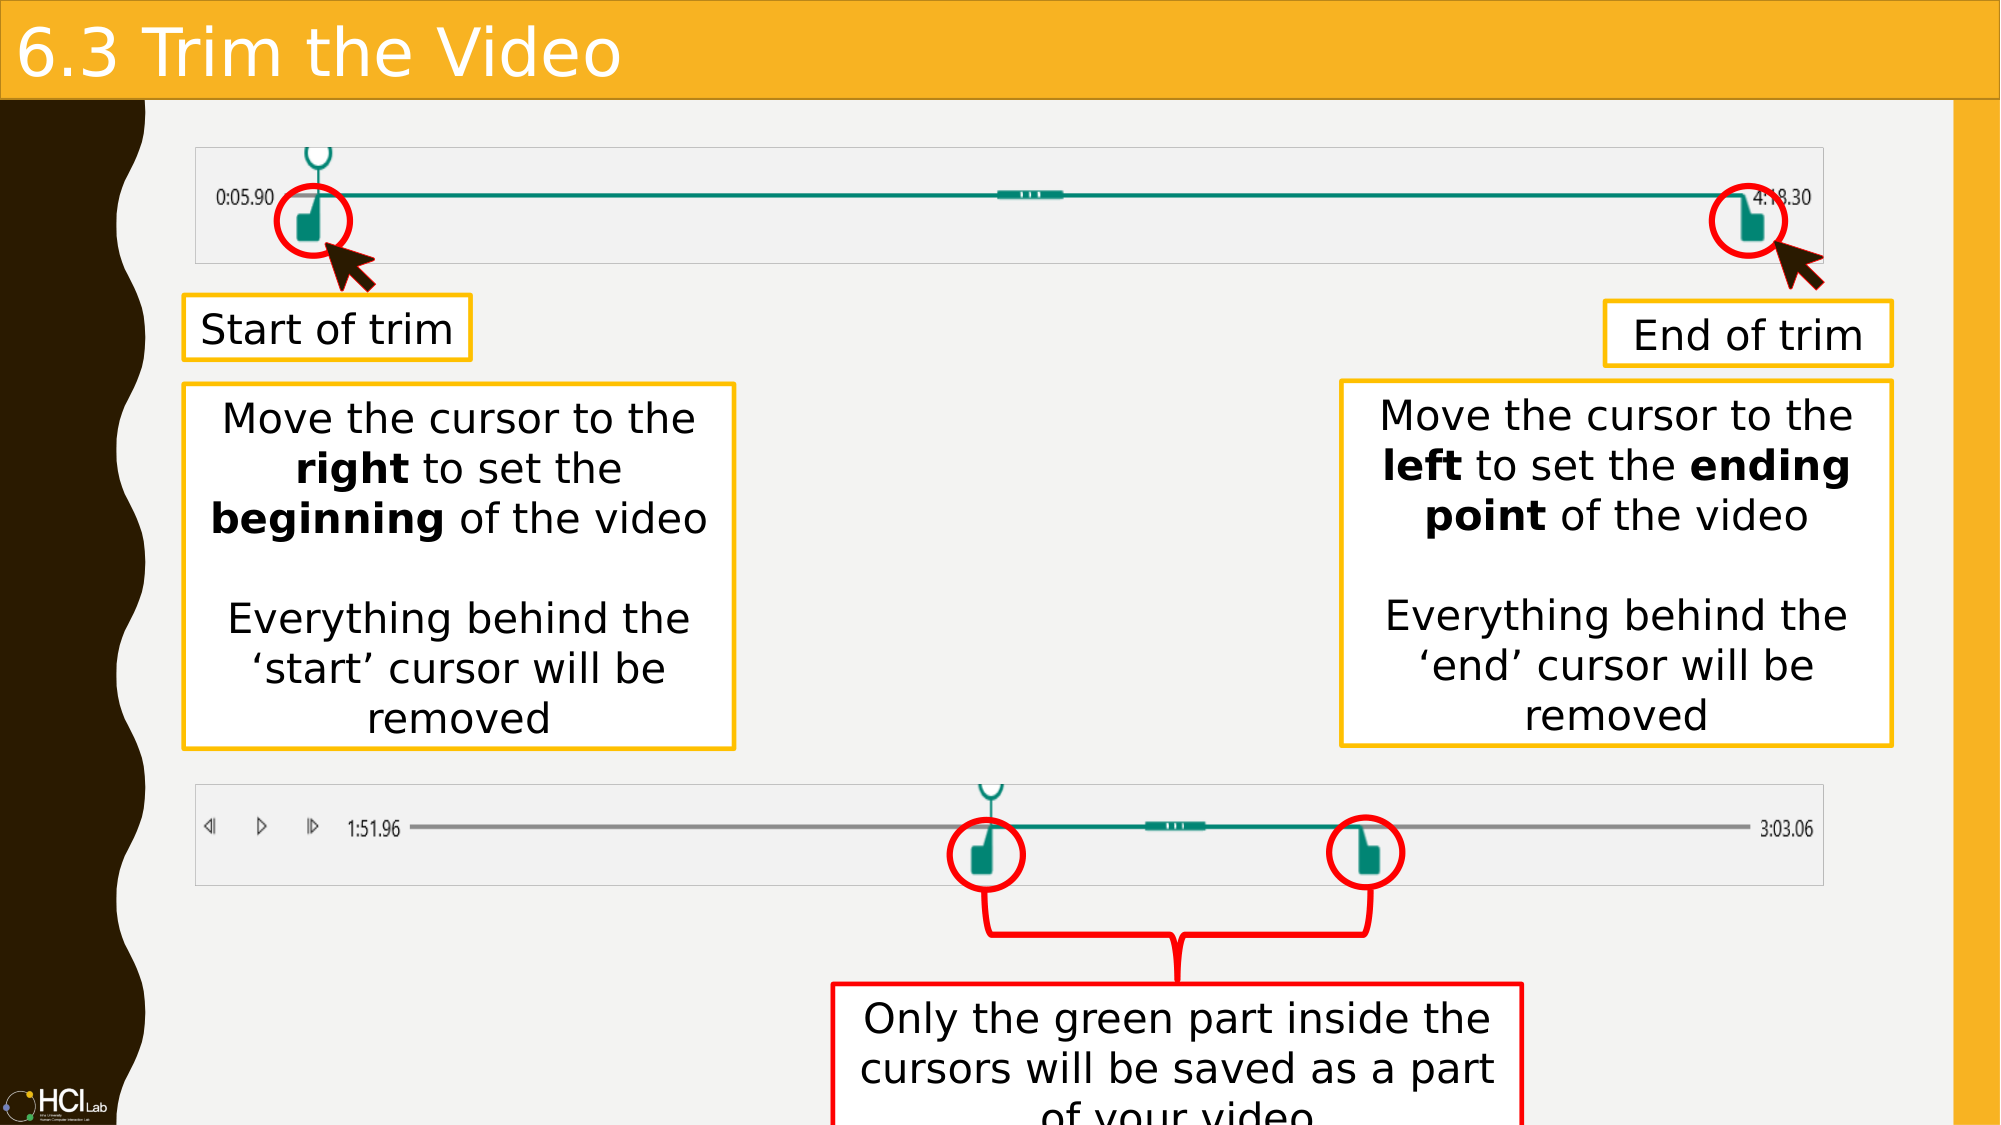 6.3 Trim the Video
0:05.90
4:18.30
Start of trim
End of trim
Move the cursor to the
right to set the
beginning of the video
Everything behind the
‘start’ cursor will be
removed
Move the cursor to the
left to set the ending
point of the video
Everything behind the
‘end’ cursor will be
removed
1:51.96
3:03.06
Only the green part inside the
cursors will be saved as a part
of your video
HCI Lab